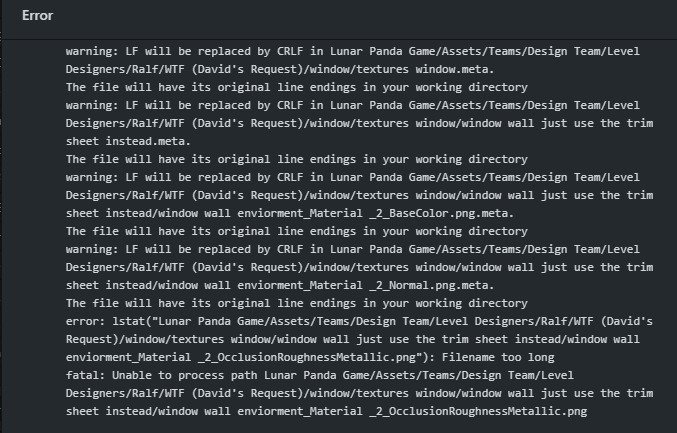 Error
warning: LF will be replaced by CRLF in Lunar Panda Game/Assets/Teams/Design Team/Level
Designers/Ralf/WTF (David's Request)/window/textures window.meta.
The file will have its original line endings in your working directory
warning: LF will be replaced by CRLF in Lunar Panda Game/Assets/Teams/Design Team/Level
Designers/Ralf/WTF (David's Request)/window/textures window/window wall just use the trim
sheet instead.meta.
The file will have its original line endings in your working directory
warning: LF will be replaced by CRLF in Lunar Panda Game/Assets/Teams/Design Team/Level
Designers/Ralf/WTF (David's Request)/window/textures window/window wall just use the trim
sheet instead/window wall enviorment_Material _2_BaseColor.png.meta.
The file will have its original line endings in your working directory
warning: LF will be replaced by CRLF in Lunar Panda Game/Assets/Teams/Design Team/Level
Designers/Ralf/WTF (David's Request)/window/textures window/window wall just use the trim
sheet instead/window wall enviorment_Material _2_Normal.png.meta.
The file will have its original line endings in your working directory
error: lstat("Lunar Panda Game/Assets/Teams/Design Team/Level Designers/Ralf/WTF (David's
Request)/window/textures window/window wall just use the trim sheet instead/window wall
enviorment_Material _2_OcclusionRoughnessMetallic.png"): Filename too long
fatal: Unable to process path Lunar Panda Game/Assets/Teams/Design Team/Level
Designers/Ralf/WTF (David's Request)/window/textures window/window wall just use the trim
sheet instead/window wall enviorment_Material _2_OcclusionRoughnessMetallic.png